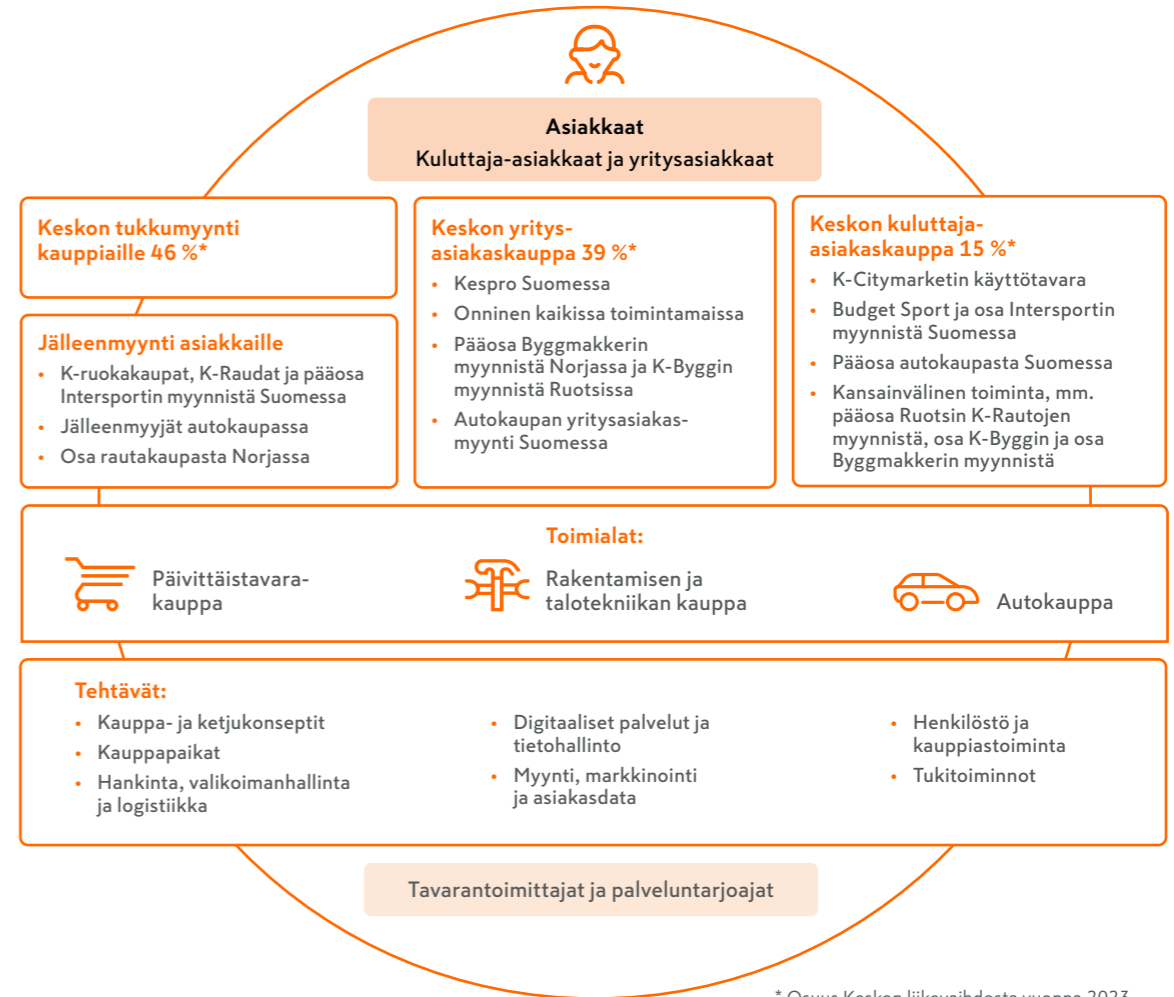 Asiakkaat
Kuluttaja-asiakkaat ja yritysasiakkaat
Keskon tukkumyynti
kauppiaille 46 %*
Jälleenmyynti asiakkaille
• K-ruokakaupat, K-Raudat ja pääosa
Intersportin myynnistä Suomessa
• Jälleenmyyjät autokaupassa
• Osa rautakaupasta Norjassa
Keskon yritys-
asiakaskauppa 39 %*
• Kespro Suomessa
• Onninen kaikissa toimintamaissa
• Pääosa Byggmakkerin
myynnistä Norjassa ja K-Byggin
myynnistä Ruotsissa
• Autokaupan yritysasiakas-
myynti Suomessa
Keskon kuluttaja-
asiakaskauppa 15 %*
• K-Citymarketin käyttötavara
• Budget Sport ja osa Intersportin
myynnistä Suomessa
• Pääosa autokaupasta Suomessa
• Kansainvälinen toiminta, mm.
pääosa Ruotsin K-Rautojen
myynnistä, osa K-Byggin ja osa
Byggmakkerin myynnistä
Toimialat:
Päivittäistavara-
kauppa
Rakentamisen ja
talotekniikan kauppa
Autokauppa
Tehtävät:
• Kauppa- ja ketjukonseptit
• Kauppapaikat
• Hankinta, valikoimanhallinta
ja logistiikka
• Digitaaliset palvelut ja
tietohallinto
• Myynti, markkinointi
ja asiakasdata
• Henkilöstö ja
kauppiastoiminta
• Tukitoiminnot
Tavarantoimittajat ja palveluntarjoajat
* Osuus Keskon liikevaihdosta vuonna 2023